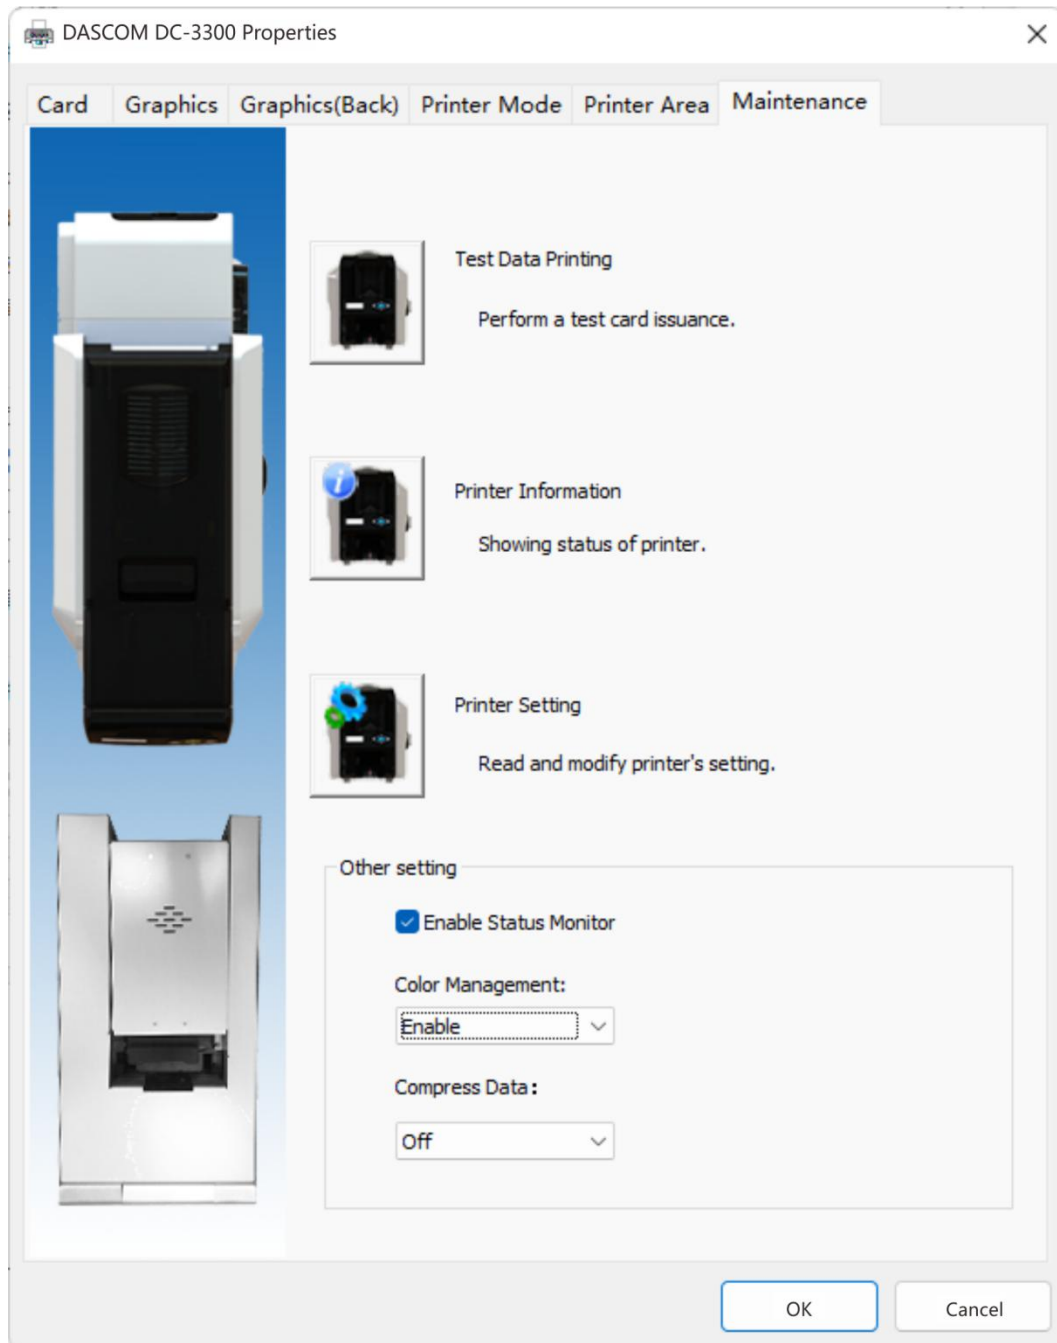 DASCOM DC-3300 Properties
Card Graphics Graphics(Back) Printer Mode Printer Area Maintenance
Test Data Printing
Perform a test card issuance.
Printer Information
Showing status of printer.
Printer Setting
Read and modify printer's setting.
Other setting
Enable Status Monitor
Color Management:
Enable
Compress Data：
Off
OK Cancel